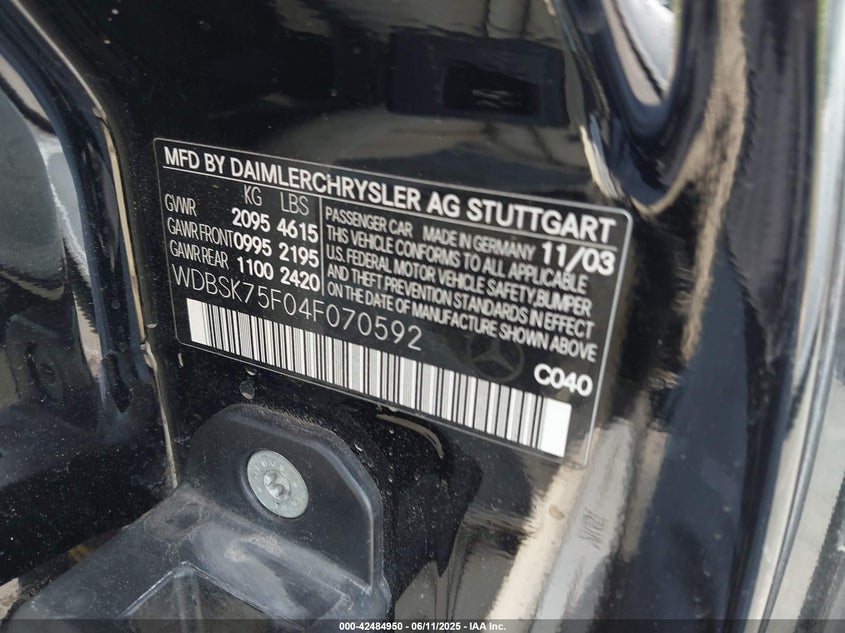 MFD BY DAIMLERCHRYSLER AG STUTTGART
KG LBS
GVWR 2095 4615
GAWR FRONT 0995 2195
GAWR REAR 1100 2420
PASSENGER CAR MADE IN GERMANY 11/03
THIS VEHICLE CONFORMS TO ALL APPLICABLE
U.S. FEDERAL MOTOR VEHICLE SAFETY, BUMPER
AND THEFT PREVENTION STANDARDS IN EFFECT
ON THE DATE OF MANUFACTURE SHOWN ABOVE
WDBSK75F04F070592
C040
000-42484950 - 06/11/2025 - IAA Inc.